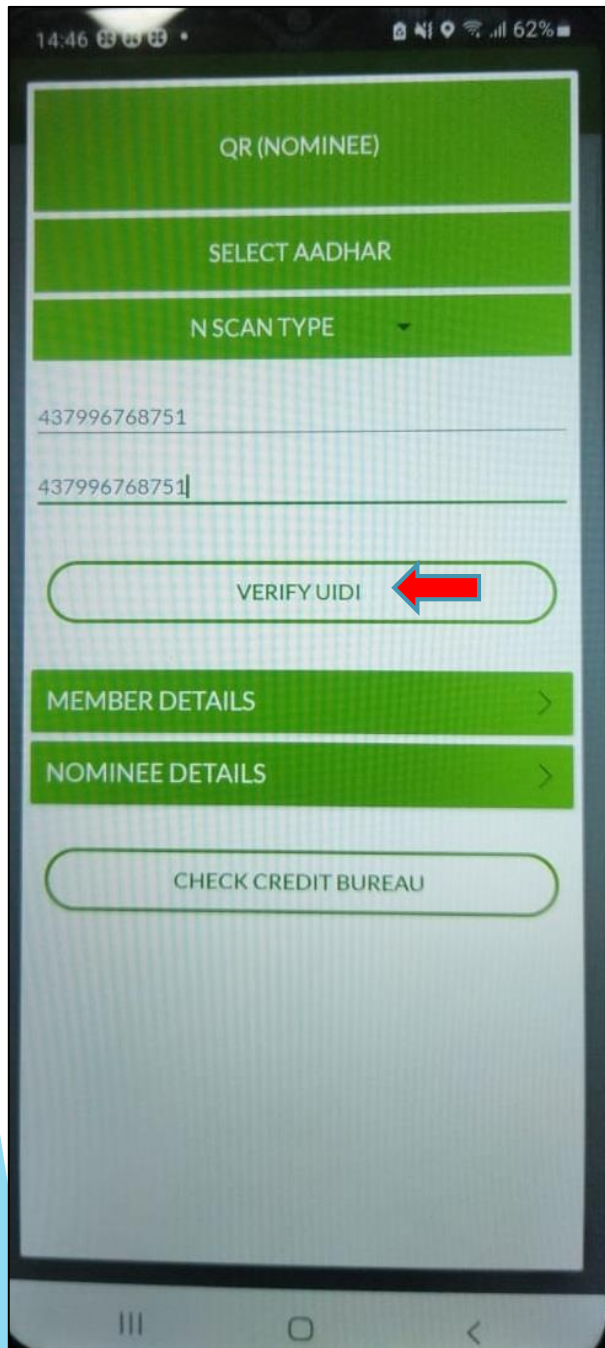 14:46
62%
QR (NOMINEE)
SELECT AADHAR
N SCAN TYPE
437996768751
437996768751
VERIFY UIDI
MEMBER DETAILS
NOMINEE DETAILS
CHECK CREDIT BUREAU